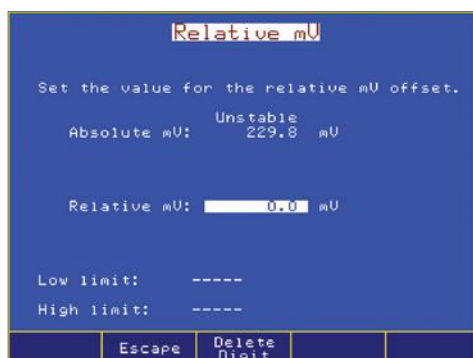 Relative mV
Set the value for the relative mV offset.
Unstable
Absolute mV: 229.8 mV
Relative mV: 0.0 mV
Low limit: -----
High limit: -----
Escape Delete
Digit